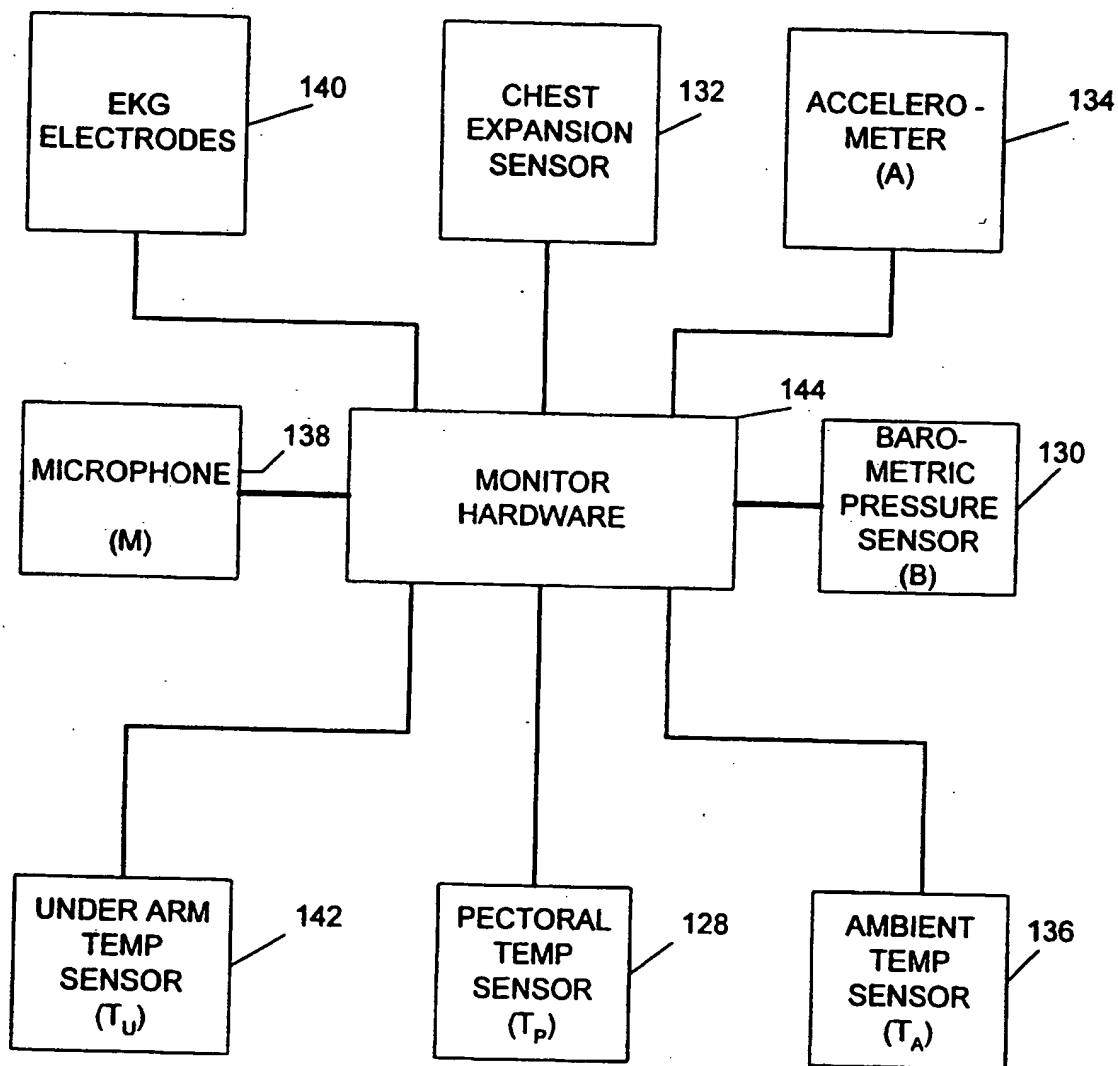 EKG
ELECTRODES
140
CHEST
EXPANSION
SENSOR
132
ACCELERO -
METER
(A)
134
MICROPHONE
(M)
138
MONITOR
HARDWARE
144
BARO-
METRIC
PRESSURE
SENSOR
(B)
130
UNDER ARM
TEMP
SENSOR
(TU)
142
PECTORAL
TEMP
SENSOR
(TP)
128
AMBIENT
TEMP
SENSOR
(TA)
136